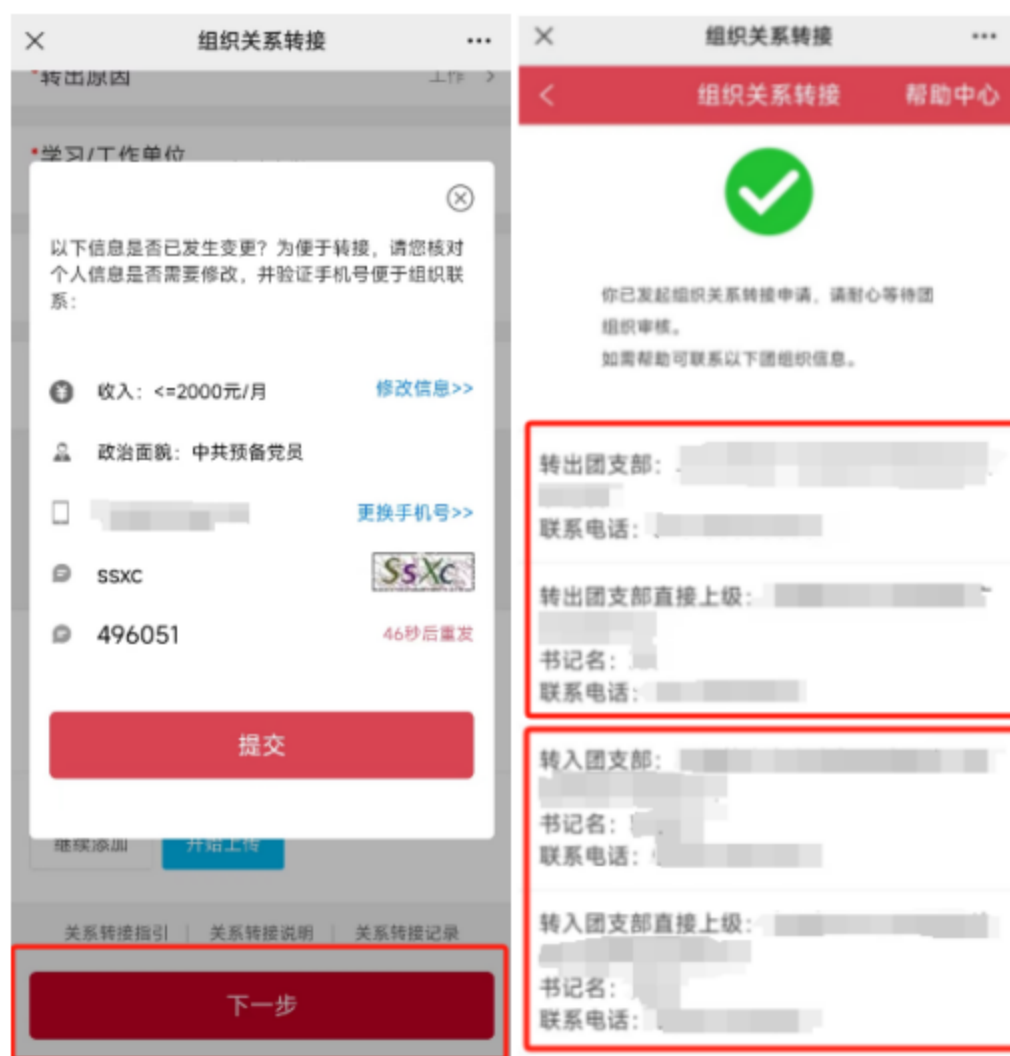 组织关系转接
*转出原因
工作 >
*学习/工作单位
以下信息是否已发生变更？为便于转接，请您核对
个人信息是否需要修改，并验证手机号便于组织联
系：
收入：<=2000元/月
修改信息>>
政治面貌：中共预备党员
更换手机号>>
ssxc
SsXc
496051
46秒后重发
提交
继续添加
开始上传
关系转接指引 | 关系转接说明 | 关系转接记录
下一步
组织关系转接
组织关系转接
帮助中心
你已发起组织关系转接申请，请耐心等待团
组织审核。
如需帮助可联系以下团组织信息。
转出团支部：
联系电话：
转出团支部直接上级：
书记名：
联系电话：
转入团支部：
书记名：
联系电话：
转入团支部直接上级：
书记名：
联系电话：